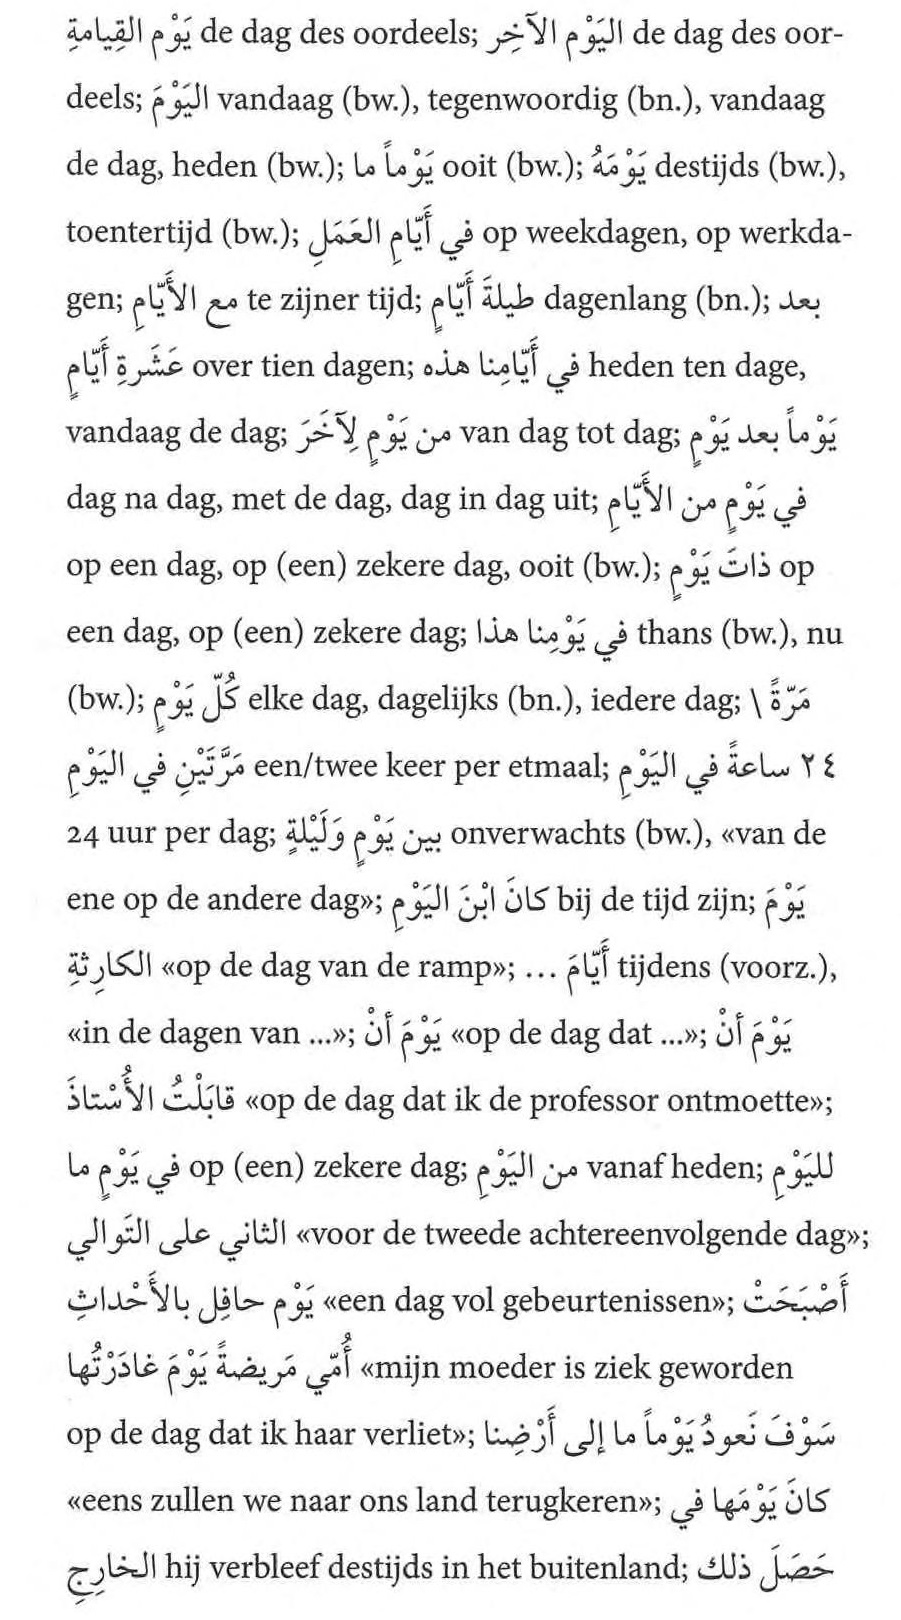 يَوْم القِيامةِ de dag des oordeels; اليَوْم الآخِر de dag des oor-
deels; اليَوْمَ vandaag (bw.), tegenwoordig (bn.), vandaag
de dag, heden (bw.); يَوْماً ما ooit (bw.); يَوْمَهُ destijds (bw.),
toentertijd (bw.); في أَيّامِ العَمَلِ op weekdagen, op werkda-
gen; مع الأَيّامِ te zijner tijd; طيلةَ أَيّامٍ dagenlang (bn.); بعد
عَشَرةِ أَيّامٍ over tien dagen; في أَيّامِنا هذه heden ten dage,
vandaag de dag; من يَوْمٍ لِآخَرَ van dag tot dag; يَوْماً بعد يَوْمٍ
dag na dag, met de dag, dag in dag uit; في يَوْمٍ من الأَيّامِ
op een dag, op (een) zekere dag, ooit (bw.); ذاتَ يَوْمٍ op
een dag, op (een) zekere dag; في يَوْمِنا هذا thans (bw.), nu
(bw.); كُلّ يَوْمٍ elke dag, dagelijks (bn.), iedere dag; مَرّةً \
مَرَّتَيْنِ في اليَوْمِ een/twee keer per etmaal; ٢٤ ساعةً في اليَوْمِ
24 uur per dag; بين يَوْمٍ وَلَيْلةٍ onverwachts (bw.), «van de
ene op de andere dag»; كانَ ابْنَ اليَوْمِ bij de tijd zijn; يَوْمَ
الكارِثةِ «op de dag van de ramp»; … أَيّامَ tijdens (voorz.),
«in de dagen van ...»; يَوْمَ أنْ «op de dag dat ...»; يَوْمَ أنْ
قابَلْتُ الأُسْتاذَ «op de dag dat ik de professor ontmoette»;
في يَوْمٍ ما op (een) zekere dag; من اليَوْمِ vanaf heden; لليَوْمِ
الثاني على التَوالي «voor de tweede achtereenvolgende dag»;
يَوْم حافِل بالأَحْداثِ «een dag vol gebeurtenissen»; أَصْبَحَتْ
أُمّي مَريضةً يَوْمَ غادَرْتُها «mijn moeder is ziek geworden
op de dag dat ik haar verliet»; سَوْفَ نَعودُ يَوْماً ما إلى أَرْضِنا
«eens zullen we naar ons land terugkeren»; كانَ يَوْمَها في
الخارِجِ hij verbleef destijds in het buitenland; حَصَلَ ذلك